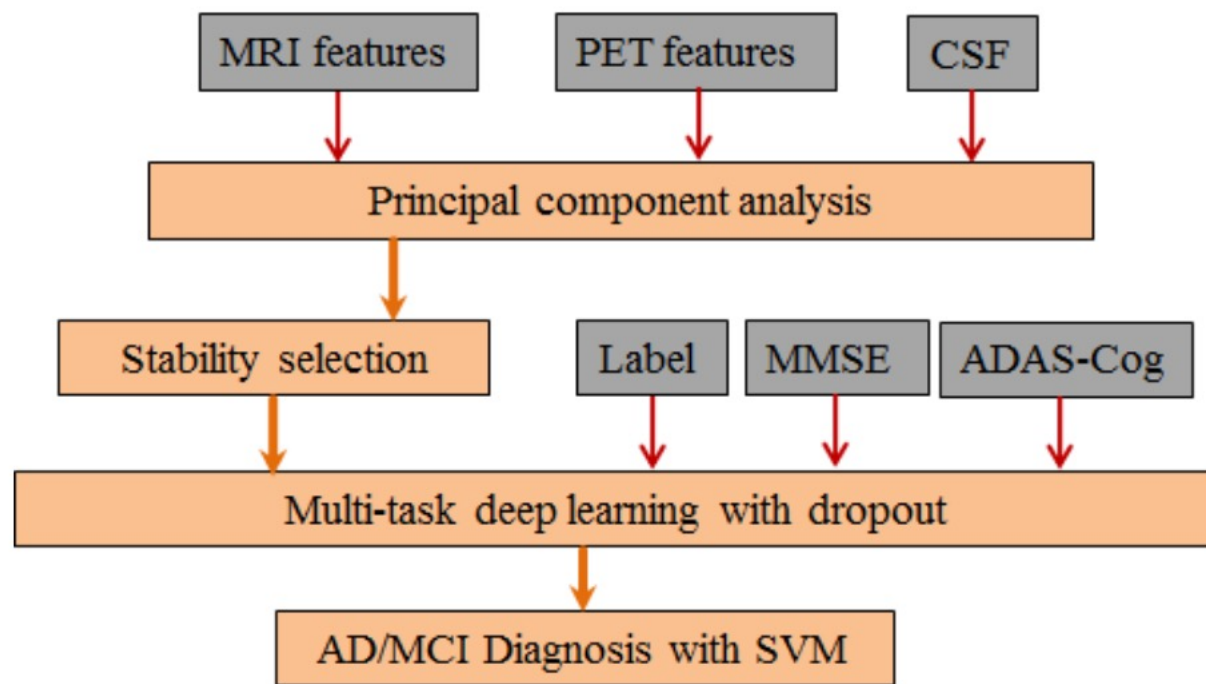 MRI features
PET features
CSF
Principal component analysis
Stability selection
Label
MMSE
ADAS-Cog
Multi-task deep learning with dropout
AD/MCI Diagnosis with SVM